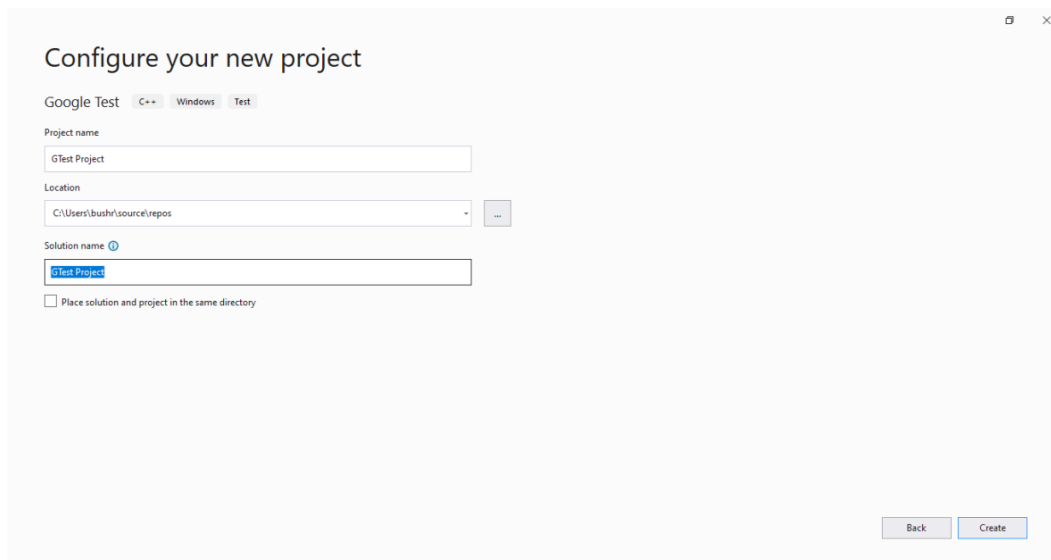 Configure your new project
Google Test C++ Windows Test
Project name
GTest Project
Location
C:\Users\bushr\source\repos
...
Solution name
GTest Project
Place solution and project in the same directory
Back Create